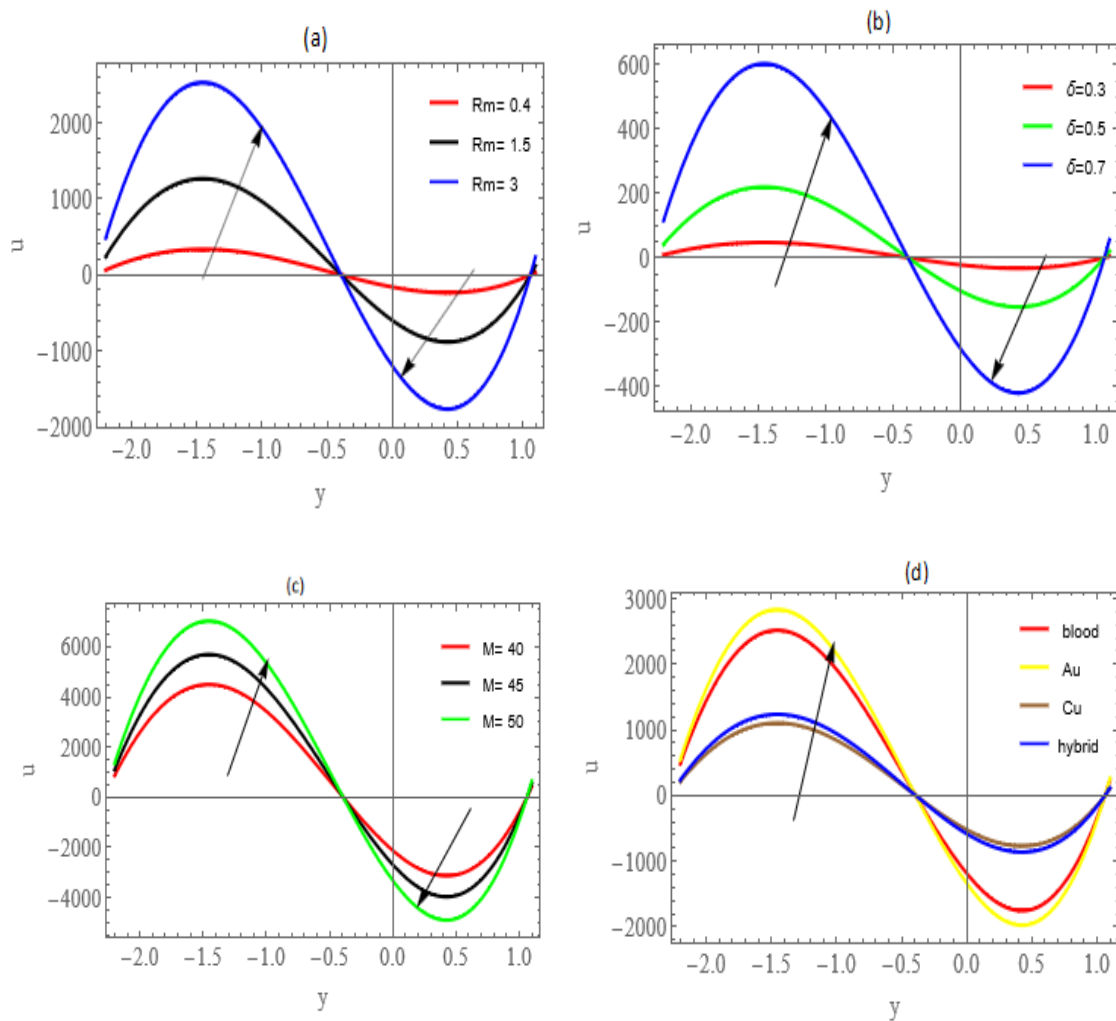 (a)
2000
1000
0
−1000
−2000
u
Rm= 0.4
Rm= 1.5
Rm= 3
−2.0 −1.5 −1.0 −0.5 0.0 0.5 1.0
y
(b)
600
400
200
0
−200
−400
u
δ=0.3
δ=0.5
δ=0.7
−2.0 −1.5 −1.0 −0.5 0.0 0.5 1.0
y
(c)
6000
4000
2000
0
−2000
−4000
u
M= 40
M= 45
M= 50
−2.0 −1.5 −1.0 −0.5 0.0 0.5 1.0
y
(d)
3000
2000
1000
0
−1000
−2000
u
blood
Au
Cu
hybrid
−2.0 −1.5 −1.0 −0.5 0.0 0.5 1.0
y